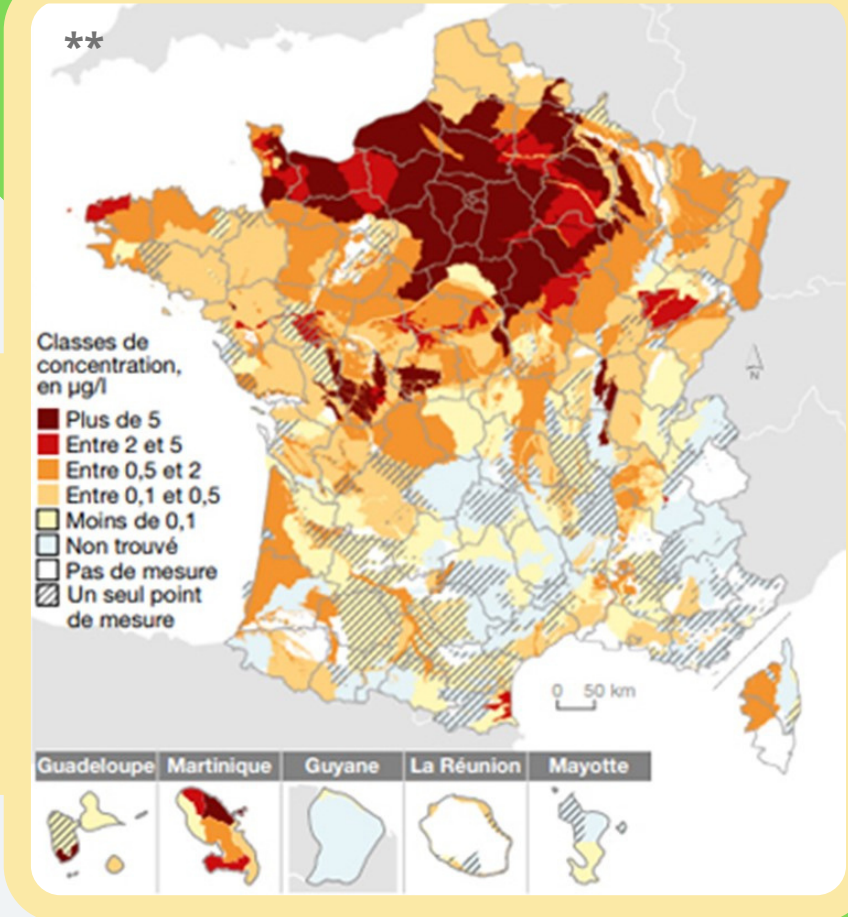 **
Classes de
concentration,
en µg/l
Plus de 5
Entre 2 et 5
Entre 0,5 et 2
Entre 0,1 et 0,5
Moins de 0,1
Non trouvé
Pas de mesure
Un seul point
de mesure
N
0 50 km
Guadeloupe Martinique Guyane La Réunion Mayotte